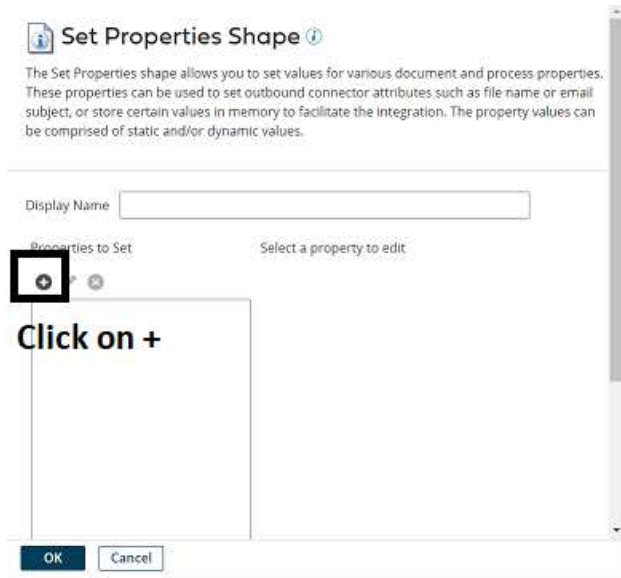 Set Properties Shape
The Set Properties shape allows you to set values for various document and process properties.
These properties can be used to set outbound connector attributes such as file name or email
subject, or store certain values in memory to facilitate the integration. The property values can
be comprised of static and/or dynamic values.
Display Name
Properties to Set Select a property to edit
Click on +
OK Cancel